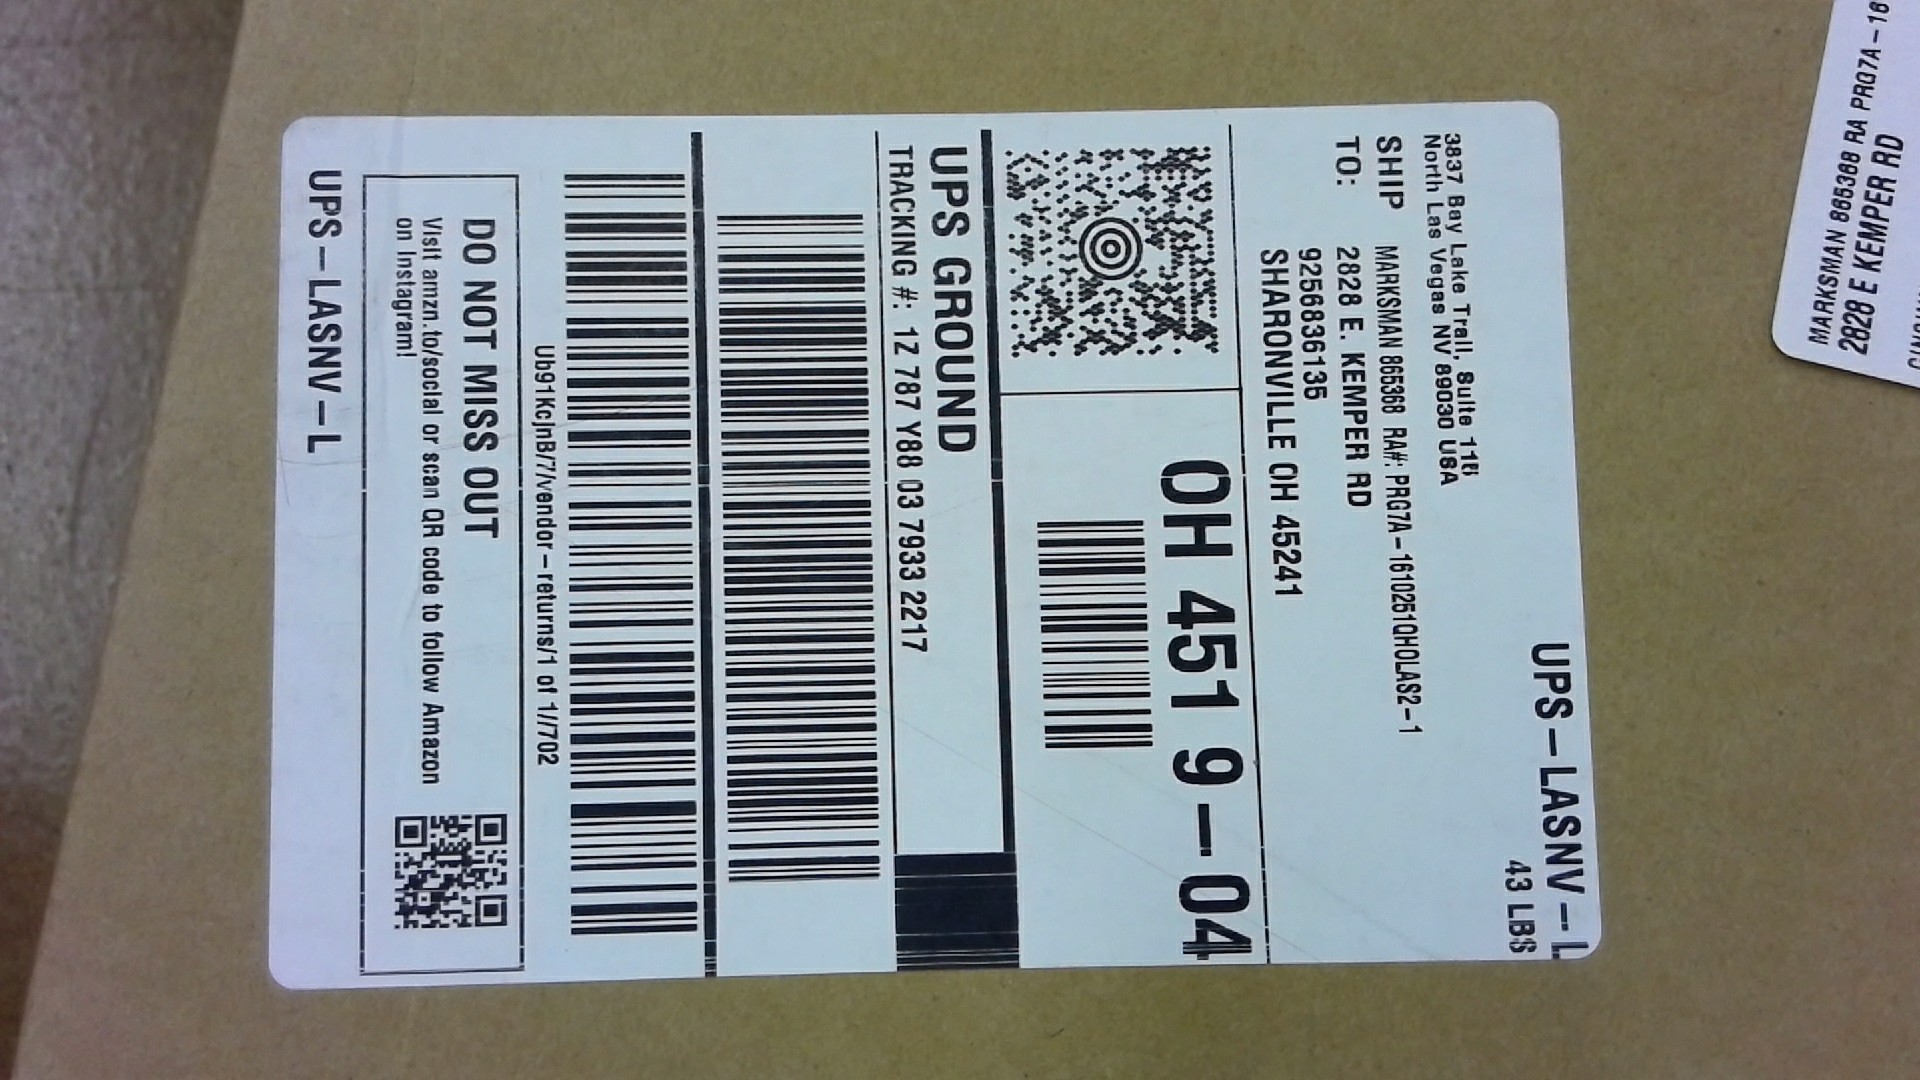 UPS-LASNV-L
43 LBS
3837 Bay Lake Trail, Suite 115
North Las Vegas NV 89030 USA
SHIP
TO:
MARKSMAN 865368 RA#: PRG7A-1610251QHOLAS2-1
2828 E. KEMPER RD
9256836135
SHARONVILLE OH 45241
OH 451 9-04
UPS GROUND
TRACKING #: 1Z 787 Y88 03 7933 2217
Ub91KcjnB/7/vendor-returns/1 of 1//702
DO NOT MISS OUT
Visit amzn.to/social or scan QR code to follow Amazon
on Instagram!
UPS-LASNV-L
MARKSMAN 865368 RA PRG7A-16
2828 E KEMPER RD